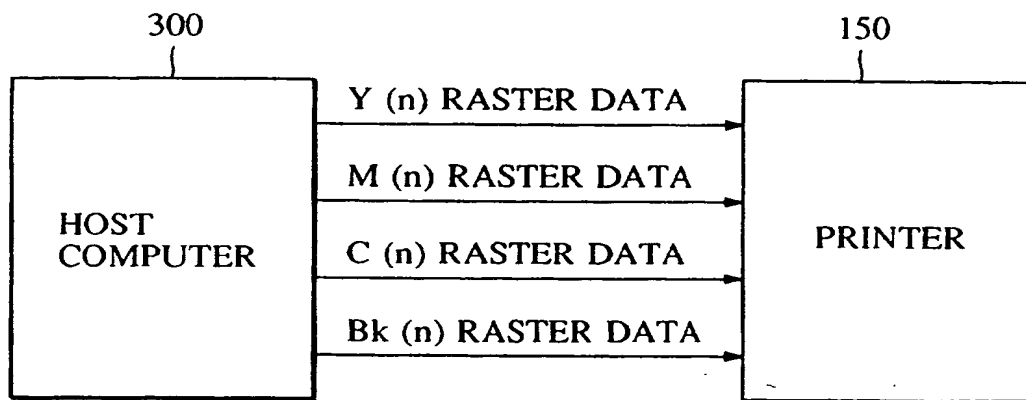 300
150
Y (n) RASTER DATA
M (n) RASTER DATA
HOST
COMPUTER
C (n) RASTER DATA
PRINTER
Bk (n) RASTER DATA